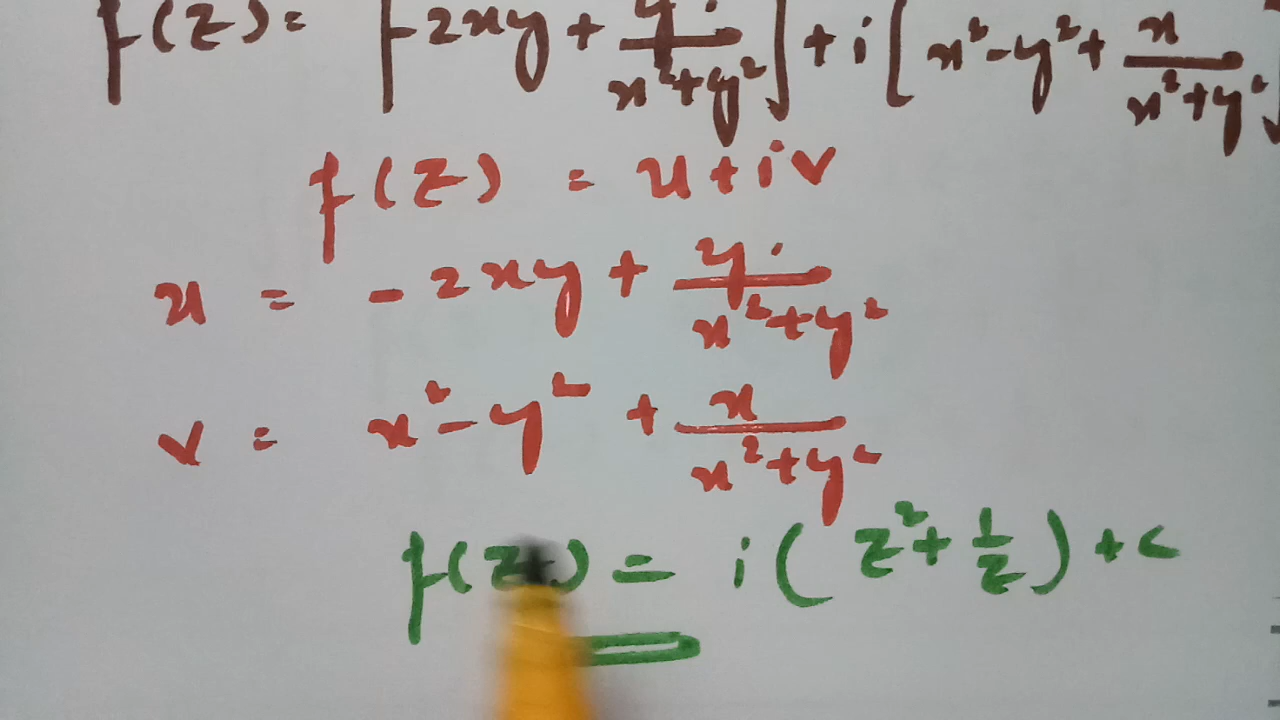 f(z) = [-2xy + y/(x²+y²)] + i[x²-y² + x/(x²+y²)]
f(z) = u+iv
u = -2xy + y/(x²+y²)
v = x²-y² + x/(x²+y²)
f(z) = i(z² + 1/z) + c